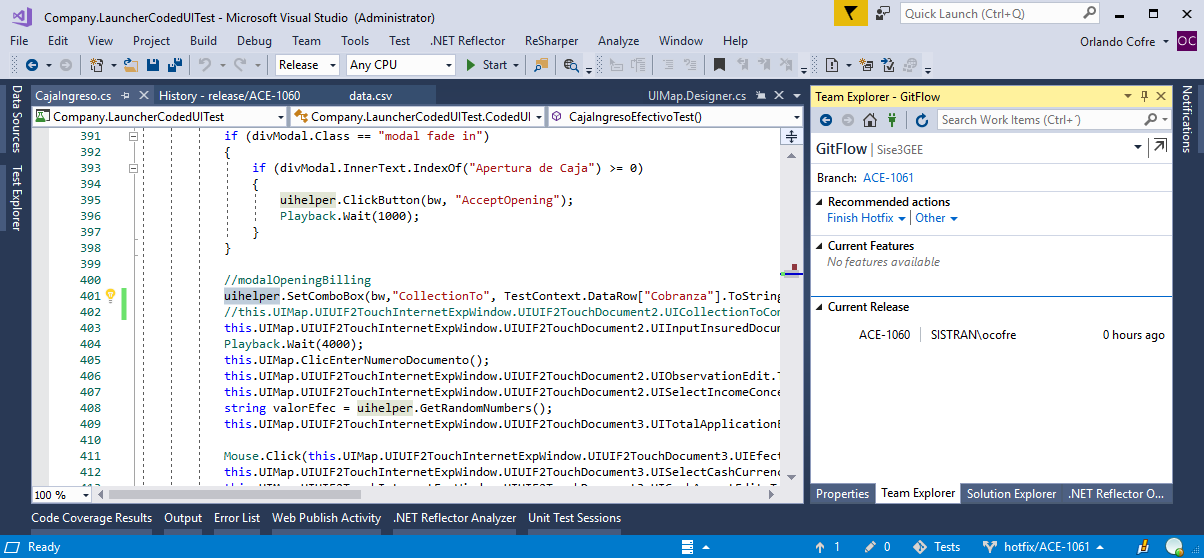 Company.LauncherCodedUITest - Microsoft Visual Studio (Administrator)
Quick Launch (Ctrl+Q)
File Edit View Project Build Debug Team Tools Test .NET Reflector ReSharper Analyze Window Help
Orlando Cofre OC
Release Any CPU Start
Data Sources
Test Explorer
CajaIngreso.cs History - release/ACE-1060 data.csv UIMap.Designer.cs
Company.LauncherCodedUITest Company.LauncherCodedUITest.CodedUI CajaIngresoEfectivoTest()
391 if (divModal.Class == "modal fade in")
392 {
393 if (divModal.InnerText.IndexOf("Apertura de Caja") >= 0)
394 {
395 uihelper.ClickButton(bw, "AcceptOpening");
396 Playback.Wait(1000);
397 }
398 }
399
400 //modalOpeningBilling
401 uihelper.SetComboBox(bw,"CollectionTo", TestContext.DataRow["Cobranza"].ToString
402 //this.UIMap.UIUIF2TouchInternetExpWindow.UIUIF2TouchDocument2.UICollectionToCon
403 this.UIMap.UIUIF2TouchInternetExpWindow.UIUIF2TouchDocument2.UIInputInsuredDocum
404 Playback.Wait(4000);
405 this.UIMap.ClicEnterNumeroDocumento();
406 this.UIMap.UIUIF2TouchInternetExpWindow.UIUIF2TouchDocument2.UIObservationEdit.T
407 this.UIMap.UIUIF2TouchInternetExpWindow.UIUIF2TouchDocument2.UISelectIncomeConce
408 string valorEfec = uihelper.GetRandomNumbers();
409 this.UIMap.UIUIF2TouchInternetExpWindow.UIUIF2TouchDocument3.UITotalApplicationE
410
411 Mouse.Click(this.UIMap.UIUIF2TouchInternetExpWindow.UIUIF2TouchDocument3.UIEfect
412 this.UIMap.UIUIF2TouchInternetExpWindow.UIUIF2TouchDocument3.UISelectCashCurrenc
100 %
Team Explorer - GitFlow
Search Work Items (Ctrl+´)
GitFlow | Sise3GEE
Branch: ACE-1061
Recommended actions
Finish Hotfix Other
Current Features
No features available
Current Release
ACE-1060 SISTRAN\ocofre 0 hours ago
Properties Team Explorer Solution Explorer .NET Reflector O...
Notifications
Code Coverage Results Output Error List Web Publish Activity .NET Reflector Analyzer Unit Test Sessions
Ready 1 0 Tests hotfix/ACE-1061